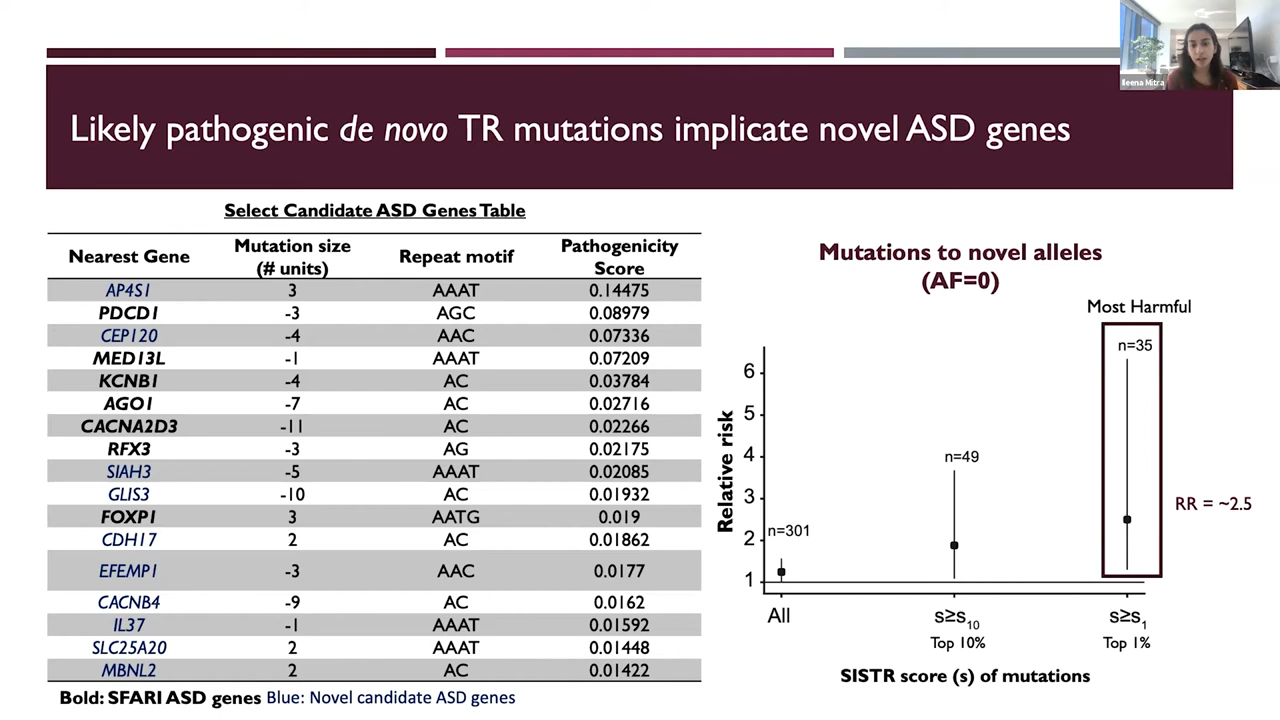 Ileena Mitra
Likely pathogenic de novo TR mutations implicate novel ASD genes
Select Candidate ASD Genes Table
Nearest Gene Mutation size (# units) Repeat motif Pathogenicity Score
AP4S1 3 AAAT 0.14475
PDCD1 -3 AGC 0.08979
CEP120 -4 AAC 0.07336
MED13L -1 AAAT 0.07209
KCNB1 -4 AC 0.03784
AGO1 -7 AC 0.02716
CACNA2D3 -11 AC 0.02266
RFX3 -3 AG 0.02175
SIAH3 -5 AAAT 0.02085
GLIS3 -10 AC 0.01932
FOXP1 3 AATG 0.019
CDH17 2 AC 0.01862
EFEMP1 -3 AAC 0.0177
CACNB4 -9 AC 0.0162
IL37 -1 AAAT 0.01592
SLC25A20 2 AAAT 0.01448
MBNL2 2 AC 0.01422
Bold: SFARI ASD genes Blue: Novel candidate ASD genes
Mutations to novel alleles
(AF=0)
Most Harmful
n=35
n=49
n=301
RR = ~2.5
Relative risk
6
5
4
3
2
1
All s≥s10 s≥s1
Top 10% Top 1%
SISTR score (s) of mutations